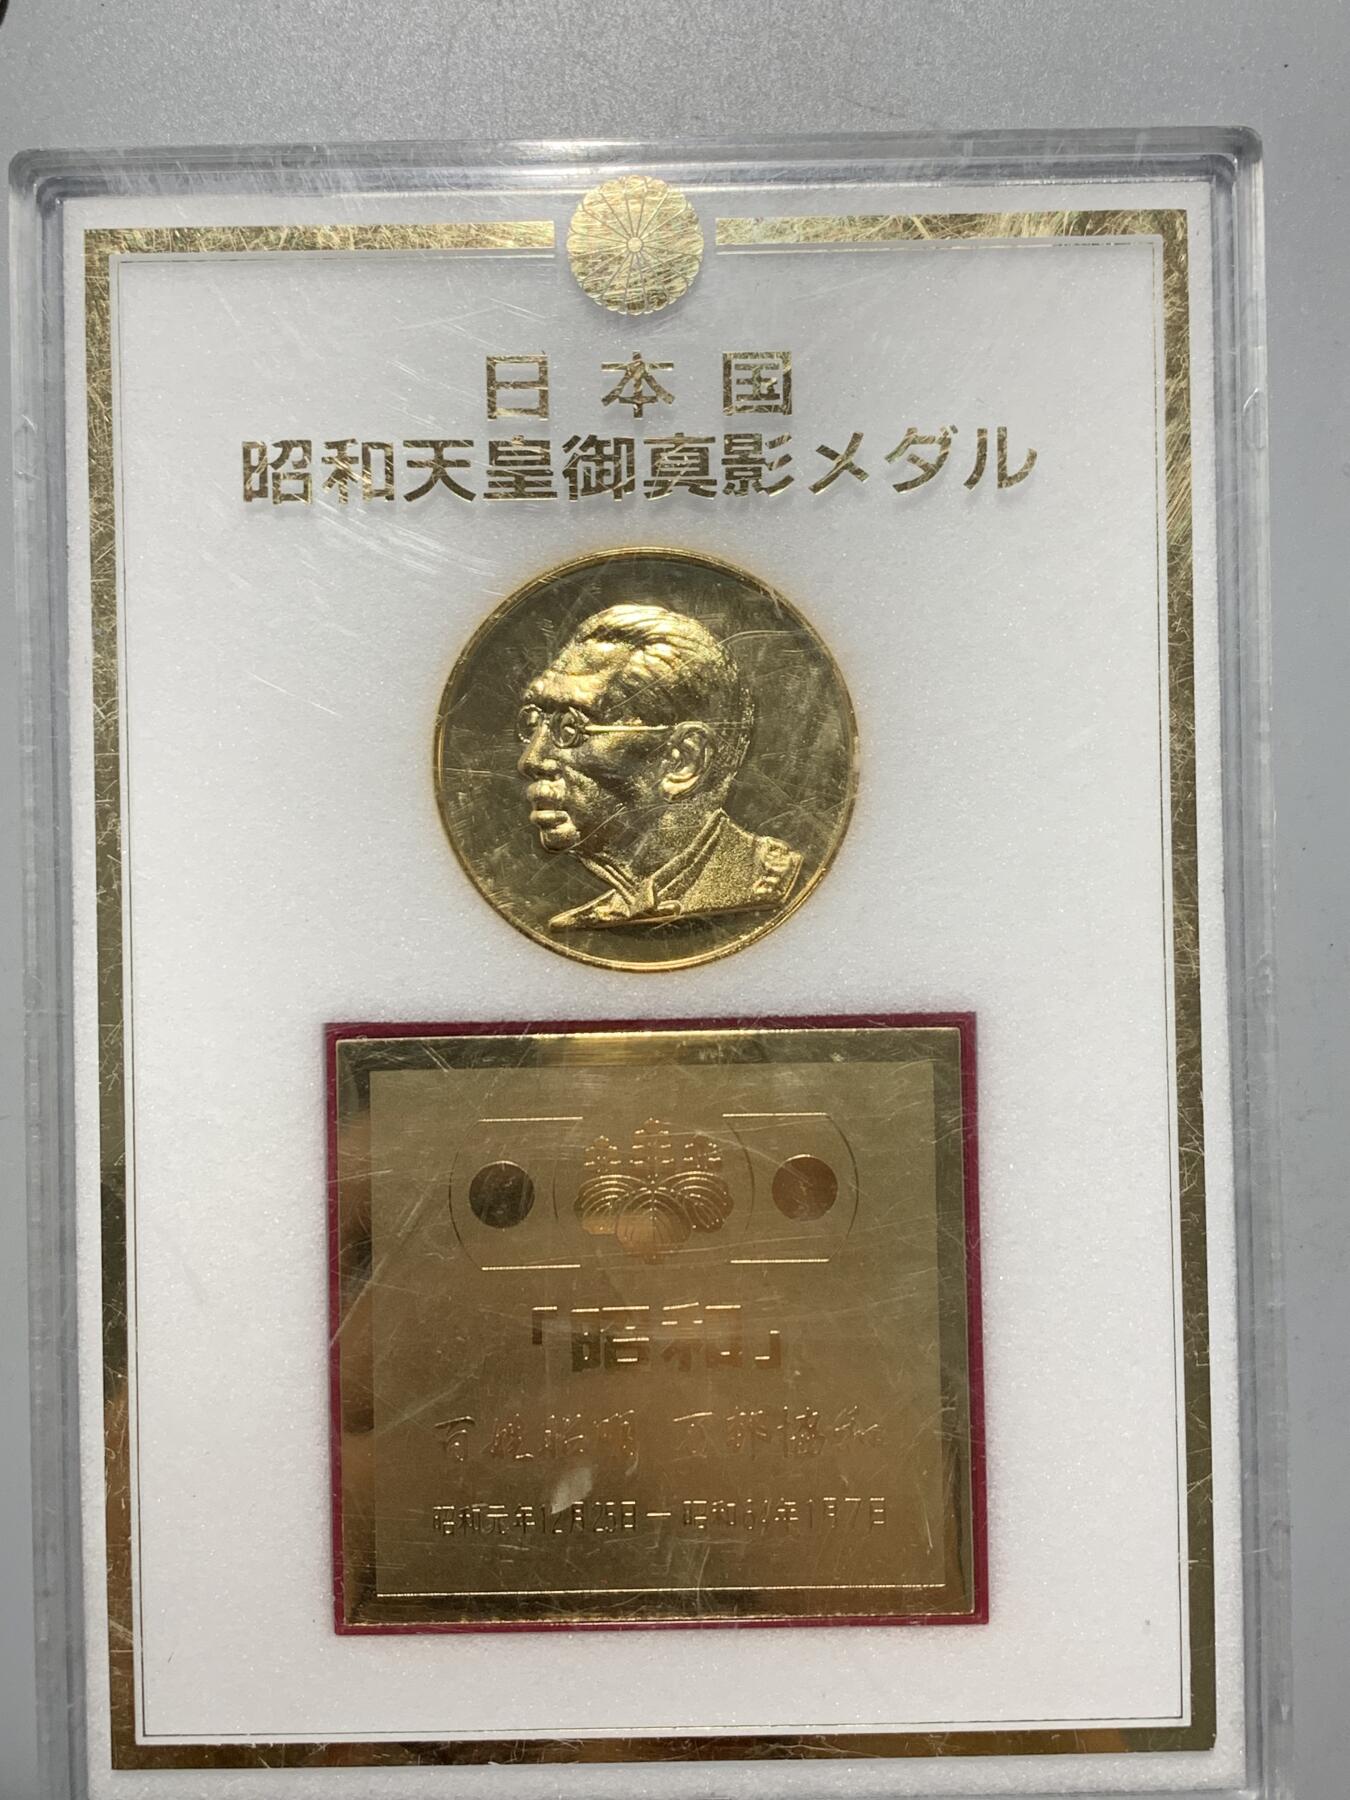 日本国
昭和天皇御真影メダル
「昭和」
百姓昭明 万邦協和
昭和元年12月25日ー昭和64年1月7日